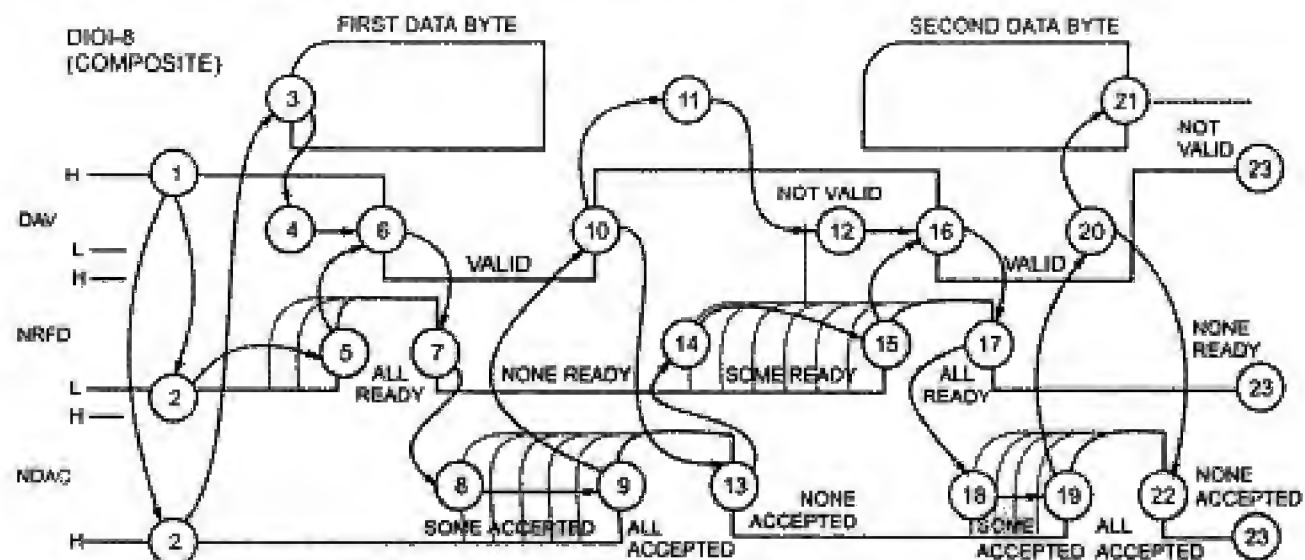 FIRST DATA BYTE
SECOND DATA BYTE
DIOI-8
(COMPOSITE)
3
11
21
NOT
VALID
H
1
23
NOT VALID
DAV
4
6
10
12
16
20
L
VALID
VALID
H
NRFD
5
7
14
15
17
NONE
READY
ALL
READY
NONE READY
SOME READY
ALL
READY
L
2
23
H
NDAC
8
9
13
18
19
22
NONE
ACCEPTED
NONE
ACCEPTED
SOME ACCEPTED
ALL
ACCEPTED
SOME
ACCEPTED
ALL
ACCEPTED
H
2
23